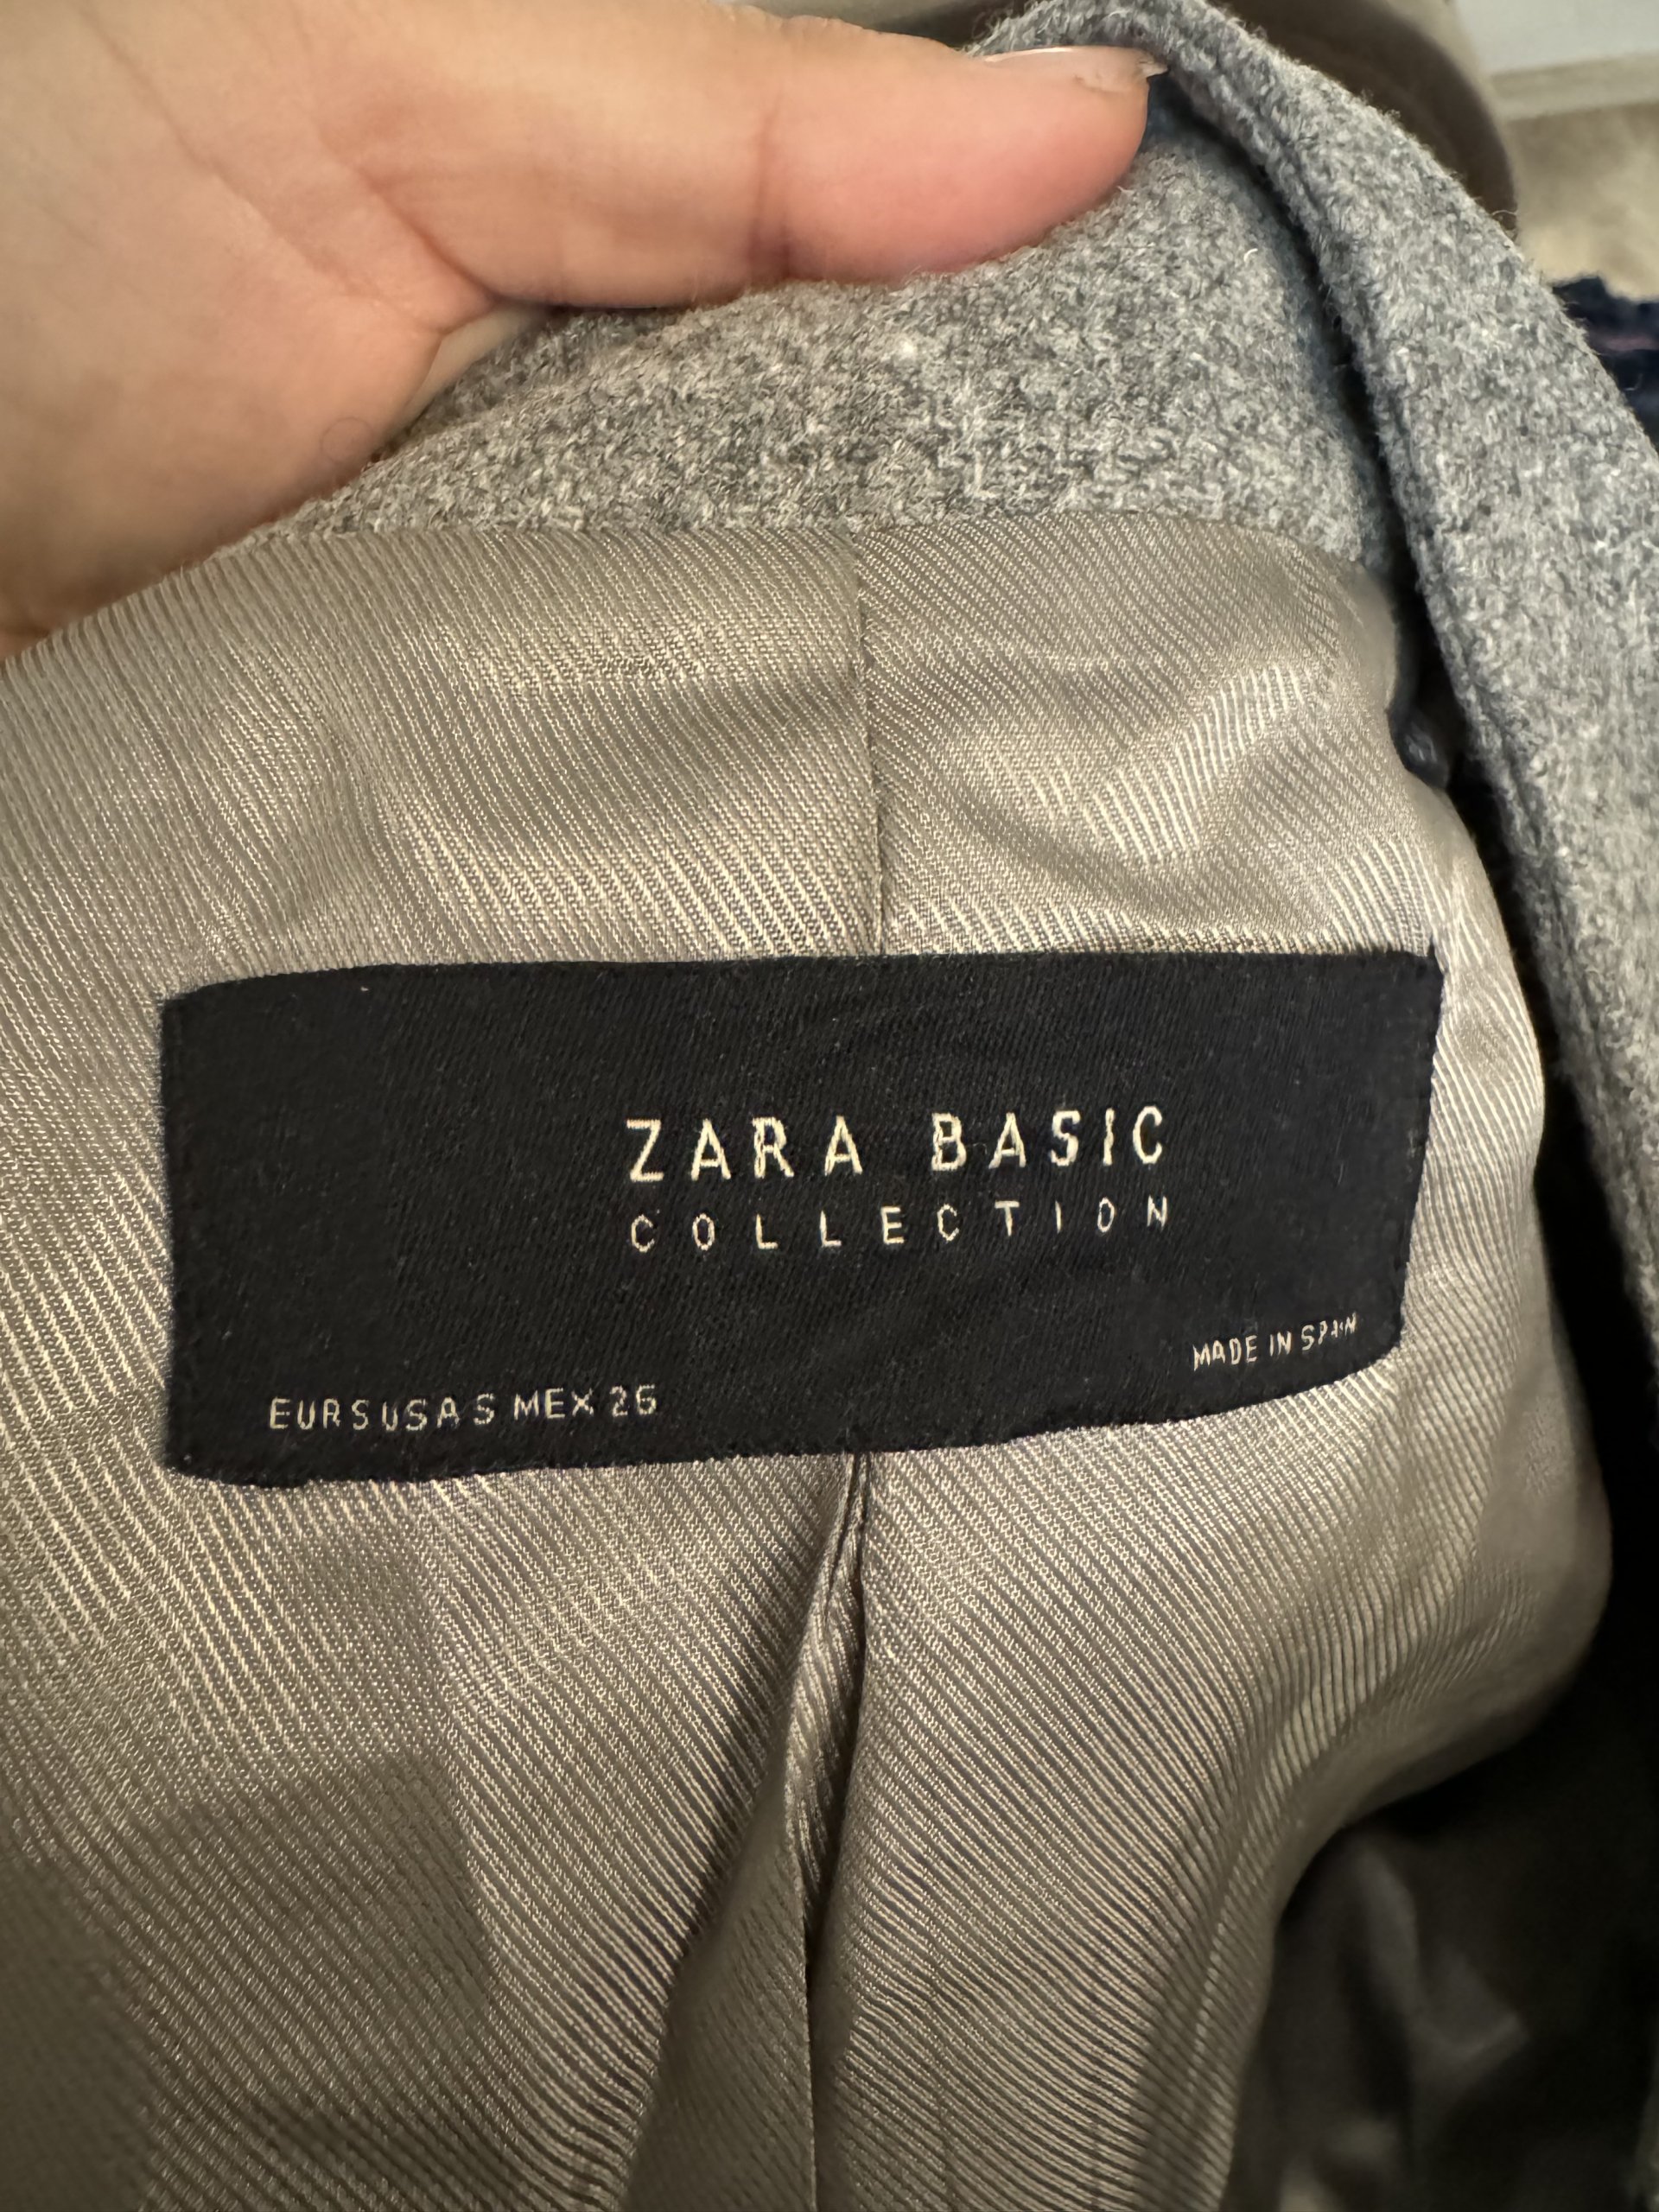 ZARA BASIC
COLLECTION
MADE IN SPAIN
EUR S USA S MEX 26